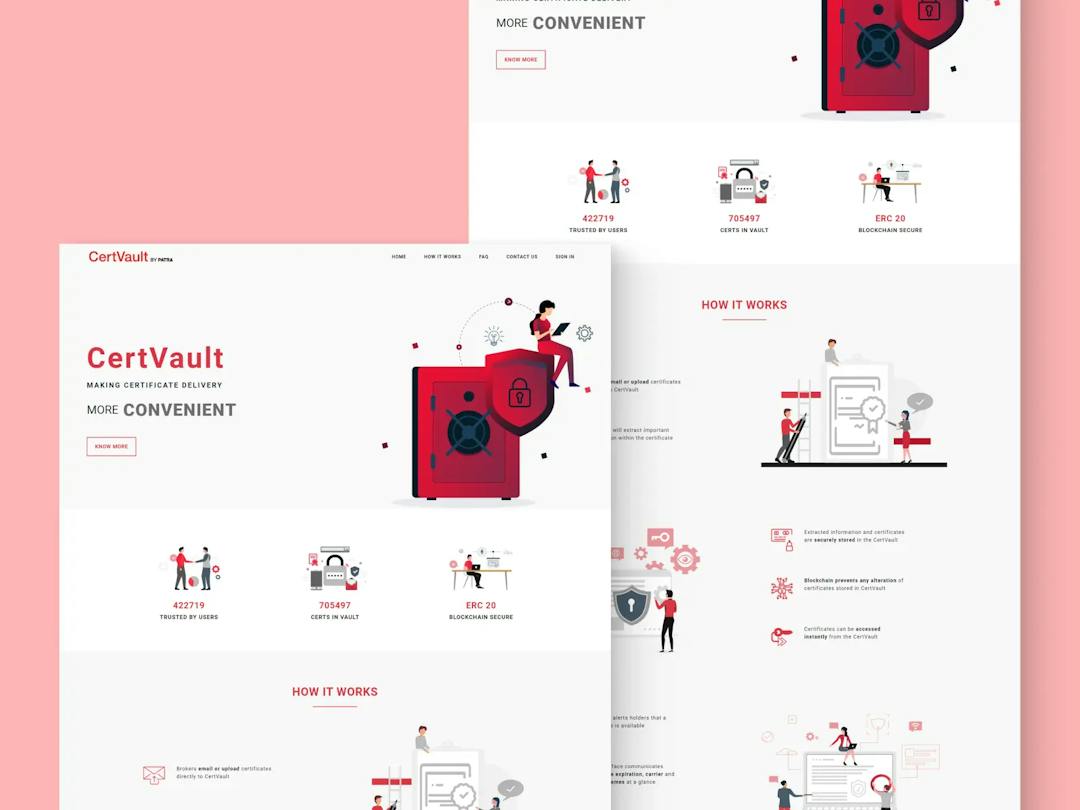 MORE CONVENIENT
KNOW MORE
422719
TRUSTED BY USERS
705497
CERTS IN VAULT
ERC 20
BLOCKCHAIN SECURE
HOW IT WORKS
mail or upload certificates
CertVault
will extract important
on within the certificate
Extracted information and certificates
are securely stored in the CertVault
Blockchain prevents any alteration of
certificates stored in CertVault
Certificates can be accessed
instantly from the CertVault
alerts holders that a
is available
face communicates
expiration, carrier and
at a glance
CertVault BY PATRA
HOME
HOW IT WORKS
FAQ
CONTACT US
SIGN IN
CertVault
MAKING CERTIFICATE DELIVERY
MORE CONVENIENT
KNOW MORE
422719
TRUSTED BY USERS
705497
CERTS IN VAULT
ERC 20
BLOCKCHAIN SECURE
HOW IT WORKS
Brokers email or upload certificates
directly to CertVault